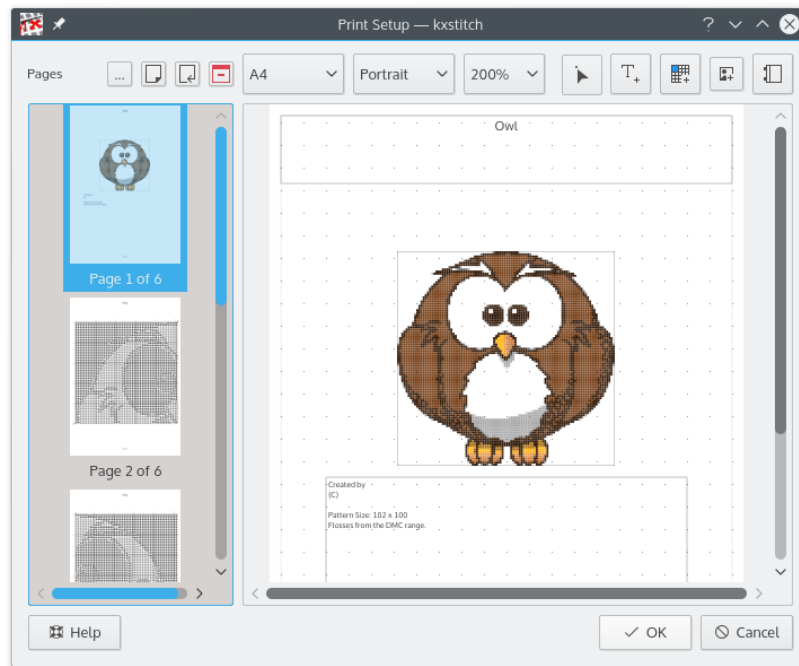 Print Setup — kxstitch
Pages
...
A4
Portrait
200%
Page 1 of 6
Page 2 of 6
Owl
Created by
(C)
Pattern Size: 102 x 100
Flosses from the DMC range.
Help
OK
Cancel